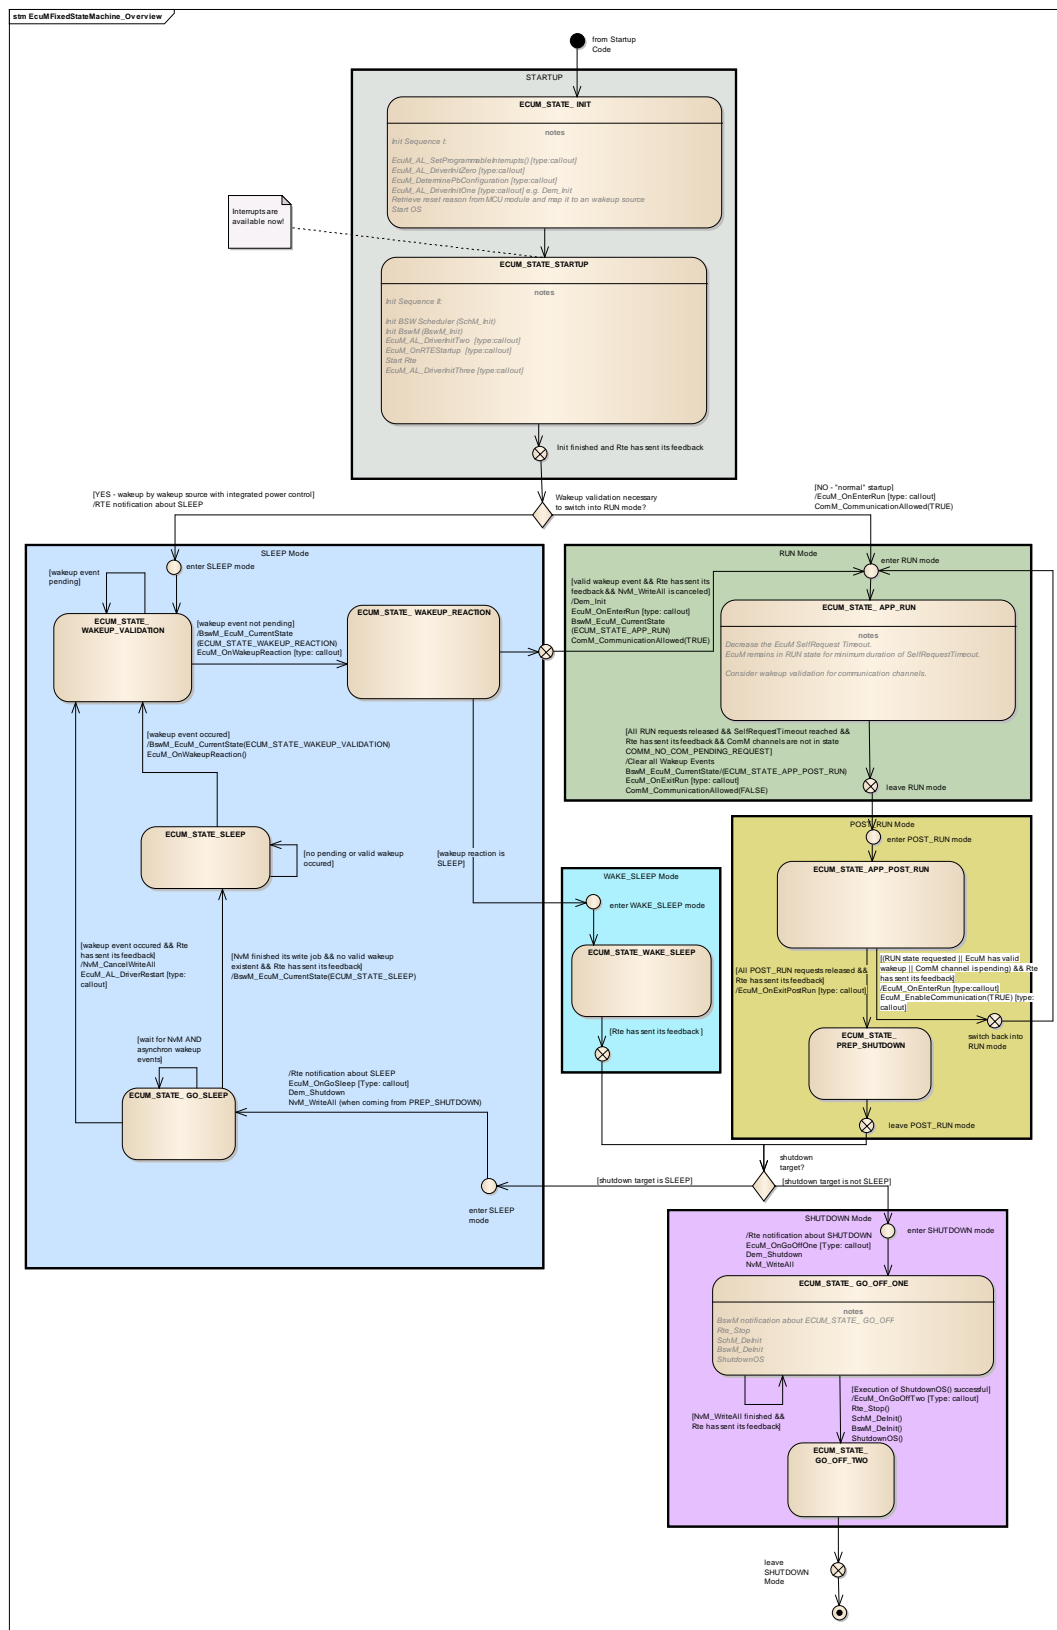 stm EcuMFixedStateMachine_Overview
from Startup
Code
STARTUP
ECUM_STATE_ INIT
notes
Init Sequence I:
EcuM_AL_SetProgrammableInterrupts() [type:callout]
EcuM_AL_DriverInitZero [type:callout]
EcuM_DeterminePbConfiguration [type:callout]
EcuM_AL_DriverInitOne [type:callout] e.g. Dem_Init
Retrieve reset reason from MCU module and map it to an wakeup source
Start OS
Interrupts are
available now!
ECUM_STATE_STARTUP
notes
Init Sequence II:
Init BSW Scheduler (SchM_Init)
Init BswM (BswM_Init)
EcuM_AL_DriverInitTwo [type:callout]
EcuM_OnRTEStartup [type:callout]
Start Rte
EcuM_AL_DriverInitThree [type:callout]
Init finished and Rte has sent its feedback
[YES - wakeup by wakeup source with integrated power control]
/RTE notification about SLEEP
Wakeup validation necessary
to switch into RUN mode?
[NO - "normal" startup]
/EcuM_OnEnterRun [type: callout]
ComM_CommunicationAllowed(TRUE)
SLEEP Mode
enter SLEEP mode
[wakeup event
pending]
ECUM_STATE_
WAKEUP_VALIDATION
[wakeup event not pending]
/BswM_EcuM_CurrentState
(ECUM_STATE_WAKEUP_REACTION)
EcuM_OnWakeupReaction [type: callout]
ECUM_STATE_ WAKEUP_REACTION
[wakeup event occured]
/BswM_EcuM_CurrentState(ECUM_STATE_WAKEUP_VALIDATION)
EcuM_OnWakeupReaction()
ECUM_STATE_SLEEP
[no pending or valid wakeup
occured]
[wakeup reaction is
SLEEP]
[wakeup event occured && Rte
has sent its feedback]
/NvM_CancelWriteAll
EcuM_AL_DriverRestart [type:
callout]
[NvM finished its write job && no valid wakeup
existent && Rte has sent its feedback]
/BswM_EcuM_CurrentState(ECUM_STATE_SLEEP)
[wait for NvM AND
asynchron wakeup
events]
ECUM_STATE_ GO_SLEEP
/Rte notification about SLEEP
EcuM_OnGoSleep [Type: callout]
Dem_Shutdown
NvM_WriteAll (when coming from PREP_SHUTDOWN)
enter SLEEP
mode
RUN Mode
enter RUN mode
[valid wakeup event && Rte has sent its
feedback && NvM_WriteAll is canceled]
/Dem_Init
EcuM_OnEnterRun [type: callout]
BswM_EcuM_CurrentState
(ECUM_STATE_APP_RUN)
ComM_CommunicationAllowed(TRUE)
ECUM_STATE_ APP_RUN
notes
Decrease the EcuM SelfRequest Timeout.
EcuM remains in RUN state for minimum duration of SelfRequestTimeout.
Consider wakeup validation for communication channels.
[All RUN requests released && SelfRequestTimeout reached &&
Rte has sent its feedback && ComM channels are not in state
COMM_NO_COM_PENDING_REQUEST]
/Clear all Wakeup Events
BswM_EcuM_CurrentState/(ECUM_STATE_APP_POST_RUN)
EcuM_OnExitRun [type: callout]
ComM_CommunicationAllowed(FALSE)
leave RUN mode
POST_RUN Mode
enter POST_RUN mode
ECUM_STATE_APP_POST_RUN
[All POST_RUN requests released &&
Rte has sent its feedback]
/EcuM_OnExitPostRun [type: callout]
[(RUN state requested || EcuM has valid
wakeup || ComM channel is pending) && Rte
has sent its feedback]
/EcuM_OnEnterRun [type:callout]
EcuM_EnableCommunication(TRUE) [type:
callout]
switch back into
RUN mode
ECUM_STATE_
PREP_SHUTDOWN
leave POST_RUN mode
WAKE_SLEEP Mode
enter WAKE_SLEEP mode
ECUM_STATE_WAKE_SLEEP
[Rte has sent its feedback ]
shutdown
target?
[shutdown target is SLEEP]
[shutdown target is not SLEEP]
SHUTDOWN Mode
enter SHUTDOWN mode
/Rte notification about SHUTDOWN
EcuM_OnGoOffOne [Type: callout]
Dem_Shutdown
NvM_WriteAll
ECUM_STATE_ GO_OFF_ONE
notes
BswM notification about ECUM_STATE_ GO_OFF
Rte_Stop
SchM_DeInit
BswM_DeInit
ShutdownOS
[NvM_WriteAll finished &&
Rte has sent its feedback]
[Execution of ShutdownOS() successful]
/EcuM_OnGoOffTwo [Type: callout]
Rte_Stop()
SchM_DeInit()
BswM_DeInit()
ShutdownOS()
ECUM_STATE_
GO_OFF_TWO
leave
SHUTDOWN
Mode